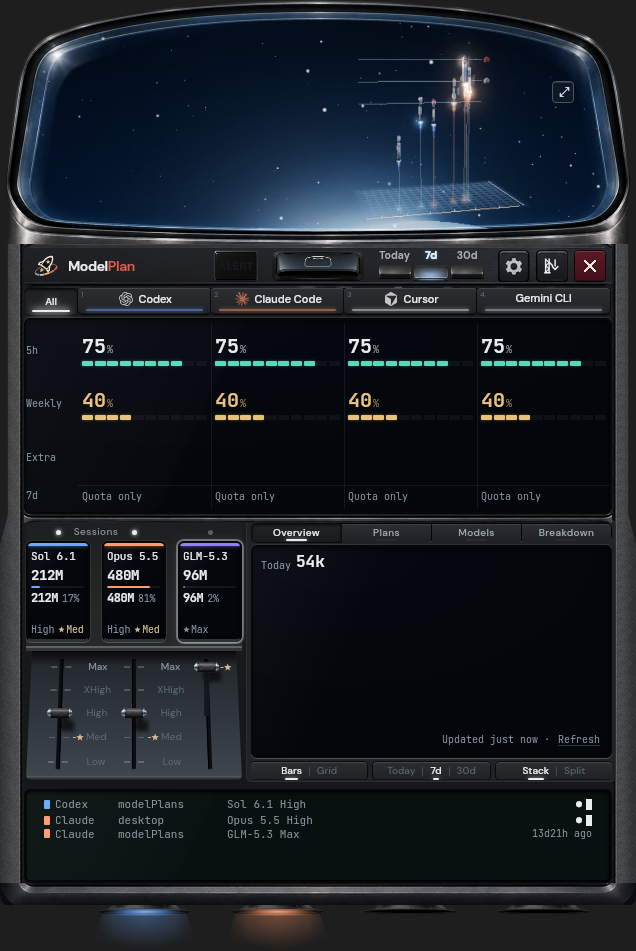 ALERT
ModelPlan
Today 7d 30d
All
1 Codex
2 Claude Code
3 Cursor
4 Gemini CLI
5h 75% 75% 75% 75%
Weekly 40% 40% 40% 40%
Extra
7d Quota only Quota only Quota only Quota only
Sessions
Sol 6.1
212M
212M 17%
High ★Med
Opus 5.5
480M
480M 81%
High ★Med
GLM-5.3
96M
96M 2%
★Max
Max Max ★
XHigh XHigh
High High
★Med ★Med
Low Low
Overview Plans Models Breakdown
Today 54k
Updated just now · Refresh
Bars | Grid
Today | 7d | 30d
Stack | Split
Codex modelPlans Sol 6.1 High
Claude desktop Opus 5.5 High
Claude modelPlans GLM-5.3 Max 13d21h ago